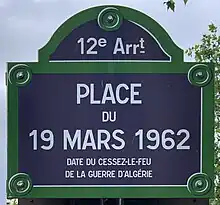 12e Arrt
PLACE
DU
19 MARS 1962
DATE DU CESSEZ-LE-FEU
DE LA GUERRE D'ALGÉRIE